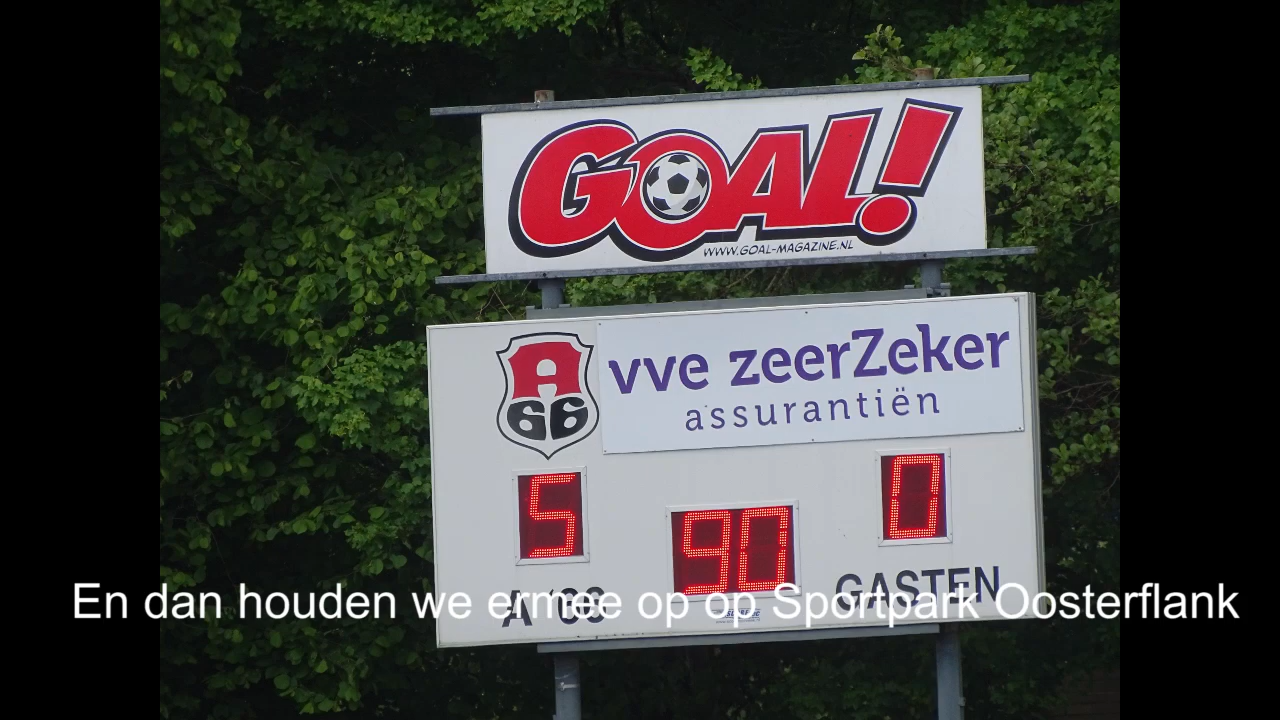 GOAL!
WWW.GOAL-MAGAZINE.NL
A
66
vve zeerZeker
assurantiën
5
0
90
A '66
GASTEN
En dan houden we ermee op op Sportpark Oosterflank